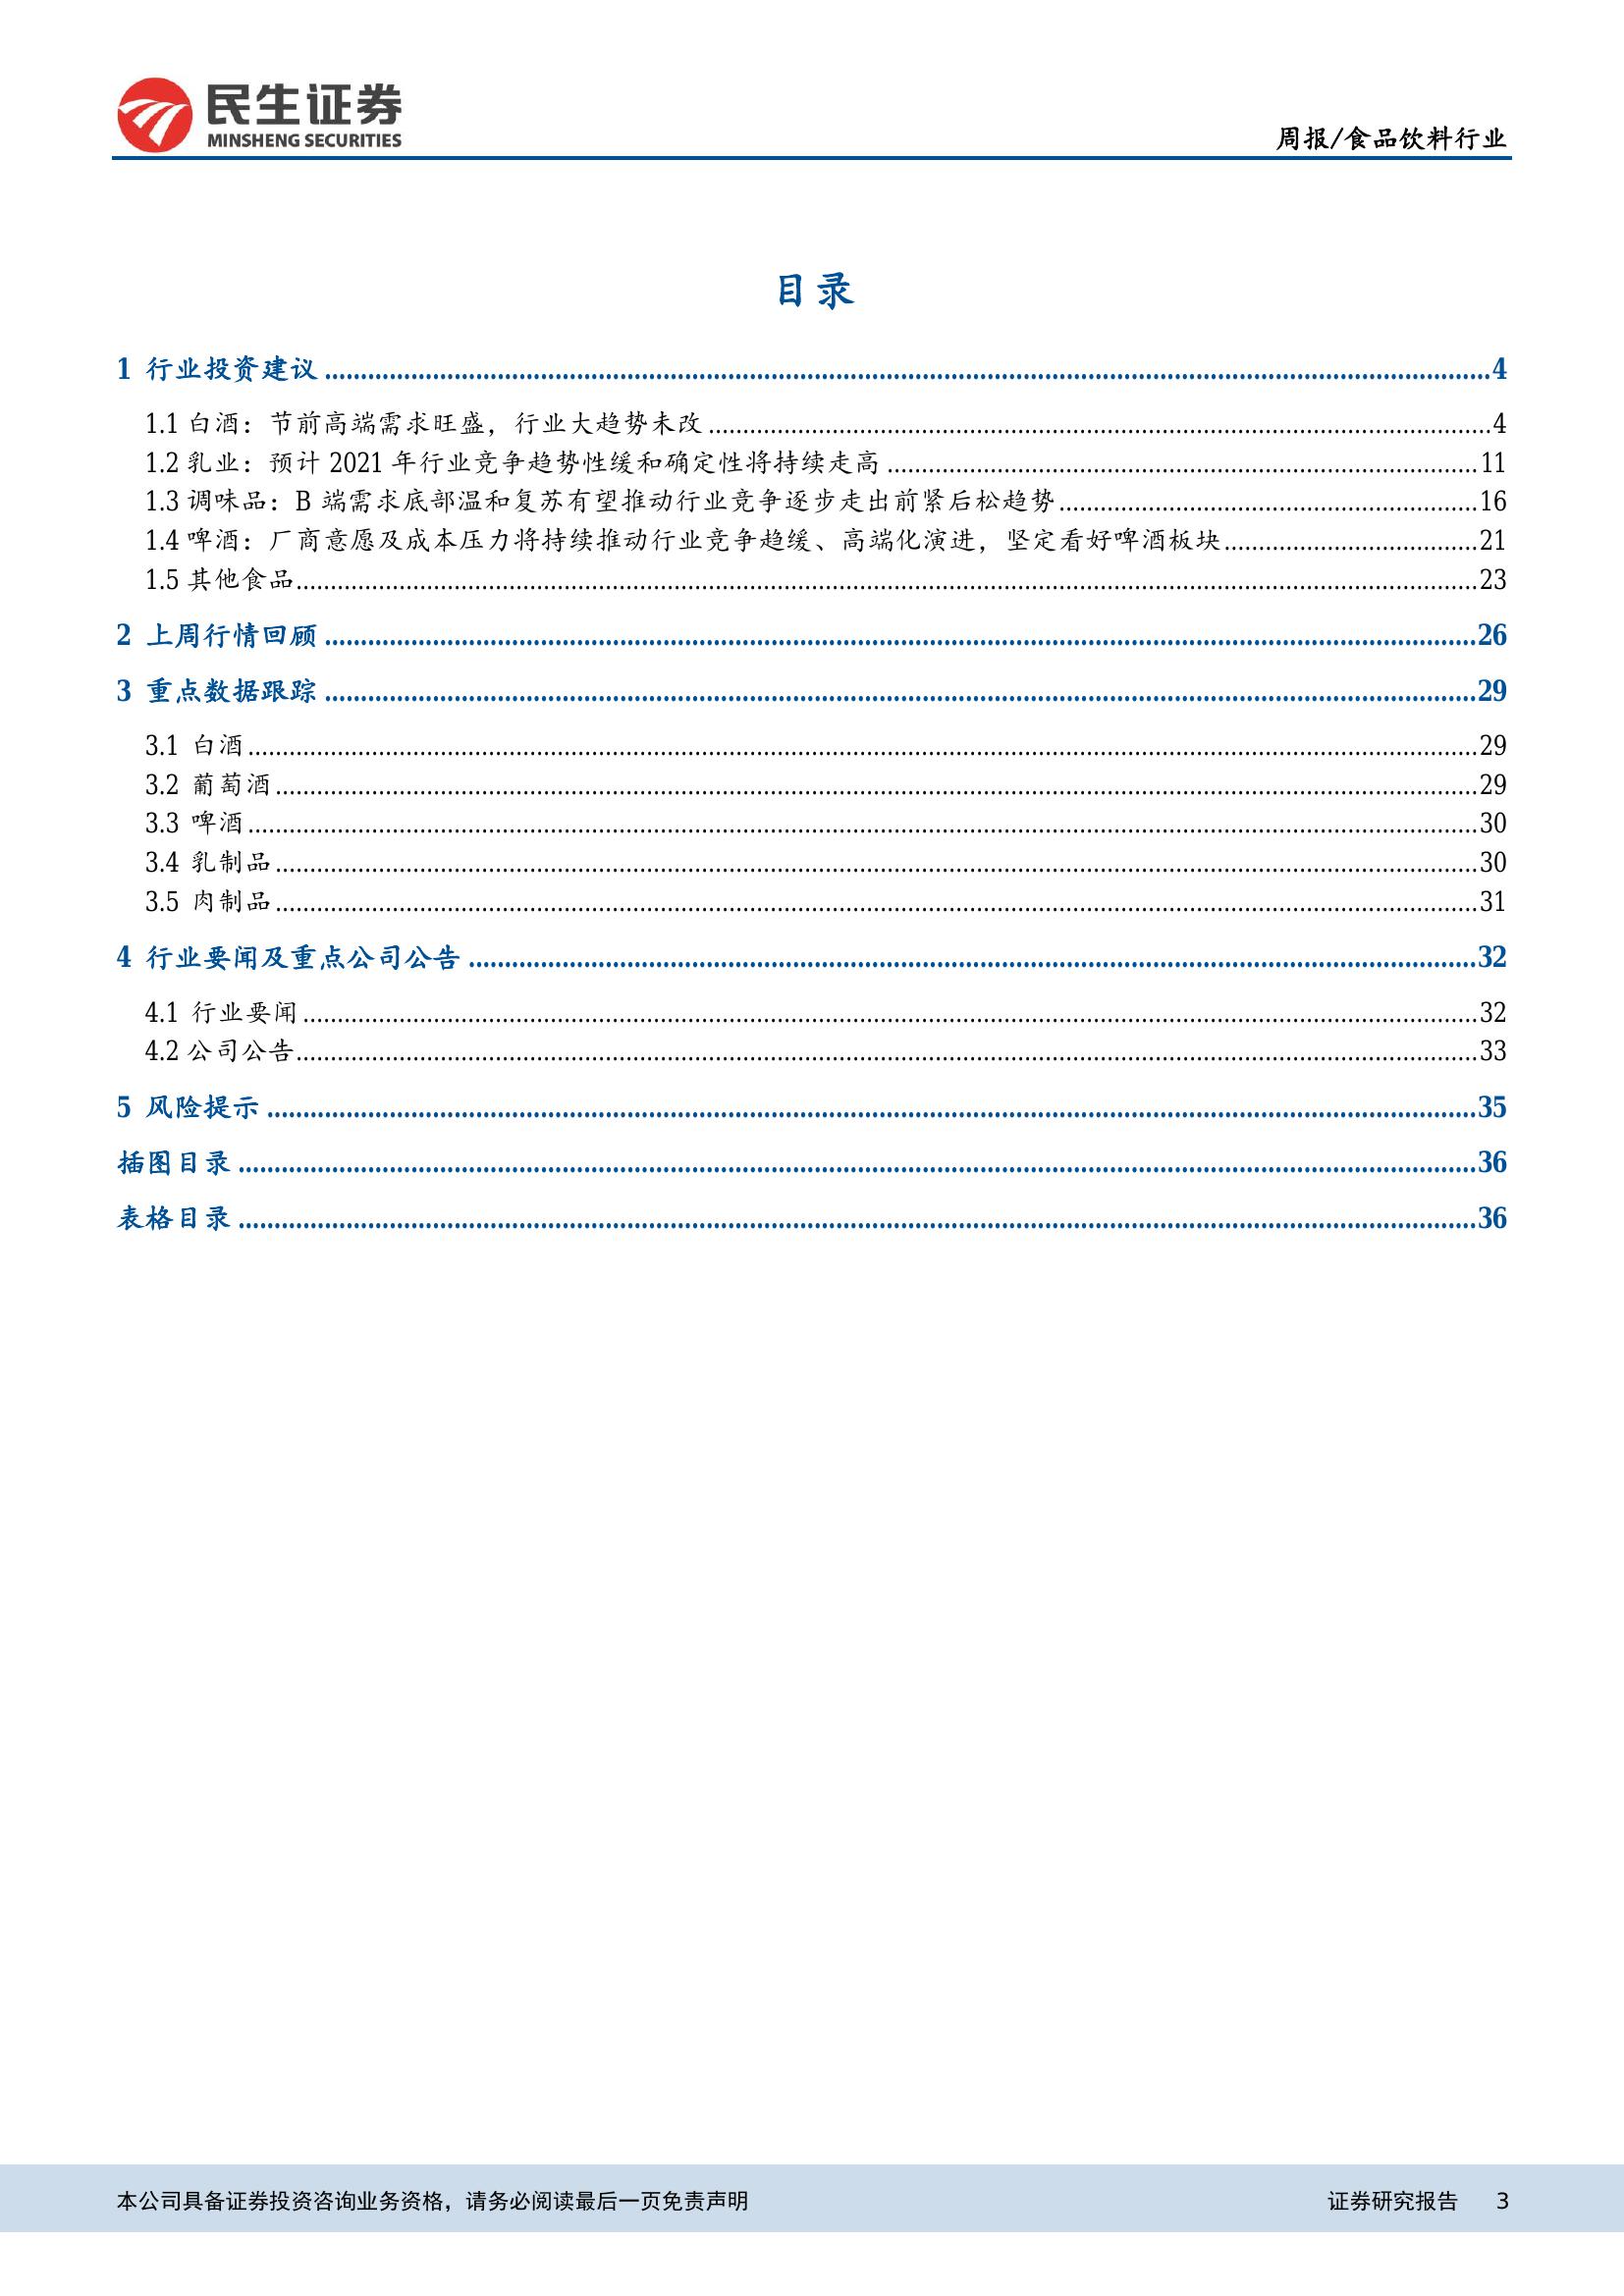 民生证券
MINSHENG SECURITIES
周报/食品饮料行业
目录
1 行业投资建议 ........ 4
1.1 白酒：节前高端需求旺盛，行业大趋势未改 ........ 4
1.2 乳业：预计 2021 年行业竞争趋势性缓和确定性将持续走高 ........ 11
1.3 调味品：B 端需求底部温和复苏有望推动行业竞争逐步走出前紧后松趋势 ........ 16
1.4 啤酒：厂商意愿及成本压力将持续推动行业竞争趋缓、高端化演进，坚定看好啤酒板块 ........ 21
1.5 其他食品 ........ 23
2 上周行情回顾 ........ 26
3 重点数据跟踪 ........ 29
3.1 白酒 ........ 29
3.2 葡萄酒 ........ 29
3.3 啤酒 ........ 30
3.4 乳制品 ........ 30
3.5 肉制品 ........ 31
4 行业要闻及重点公司公告 ........ 32
4.1 行业要闻 ........ 32
4.2 公司公告 ........ 33
5 风险提示 ........ 35
插图目录 ........ 36
表格目录 ........ 36
本公司具备证券投资咨询业务资格，请务必阅读最后一页免责声明 证券研究报告 3